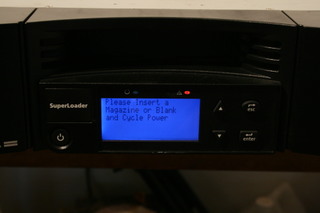 SuperLoader
Please Insert a
Magazine or Blank
and Cycle Power
esc
enter